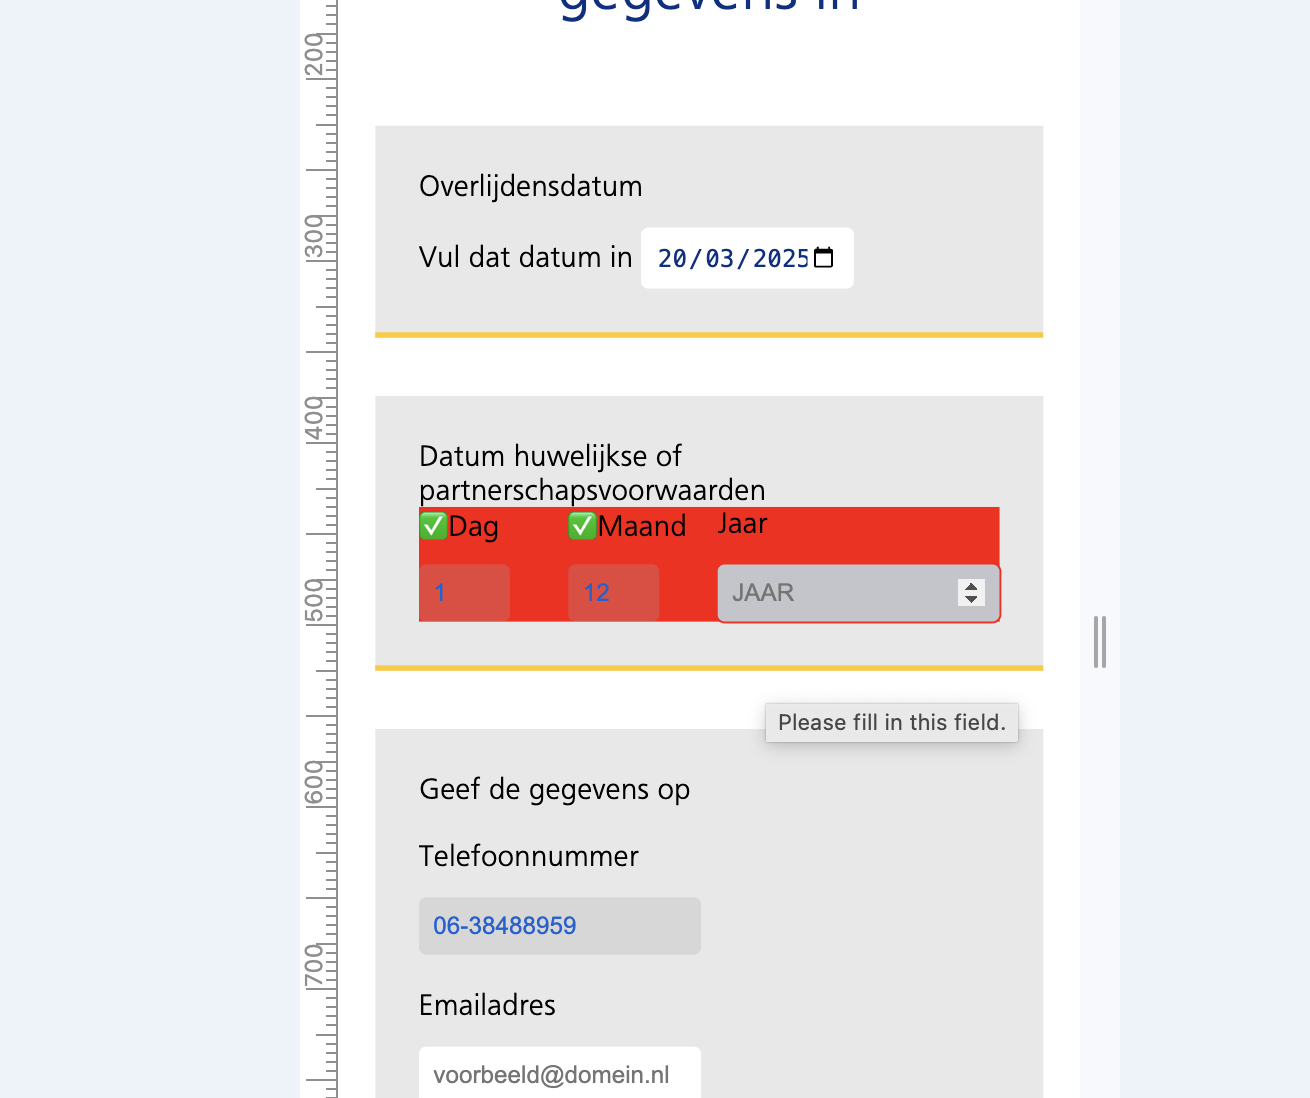 gegevens in
200
Overlijdensdatum
300
Vul dat datum in 20/03/2025
400
Datum huwelijkse of
partnerschapsvoorwaarden
✅Dag ✅Maand Jaar
500
1 12 JAAR
Please fill in this field.
600
Geef de gegevens op
Telefoonnummer
06-38488959
700
Emailadres
voorbeeld@domein.nl